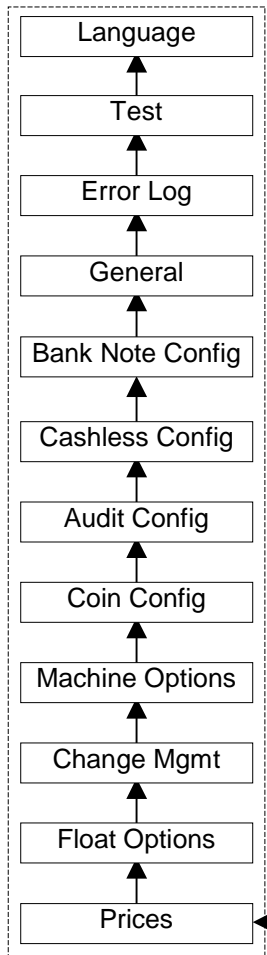 Language
Test
Error Log
General
Bank Note Config
Cashless Config
Audit Config
Coin Config
Machine Options
Change Mgmt
Float Options
Prices